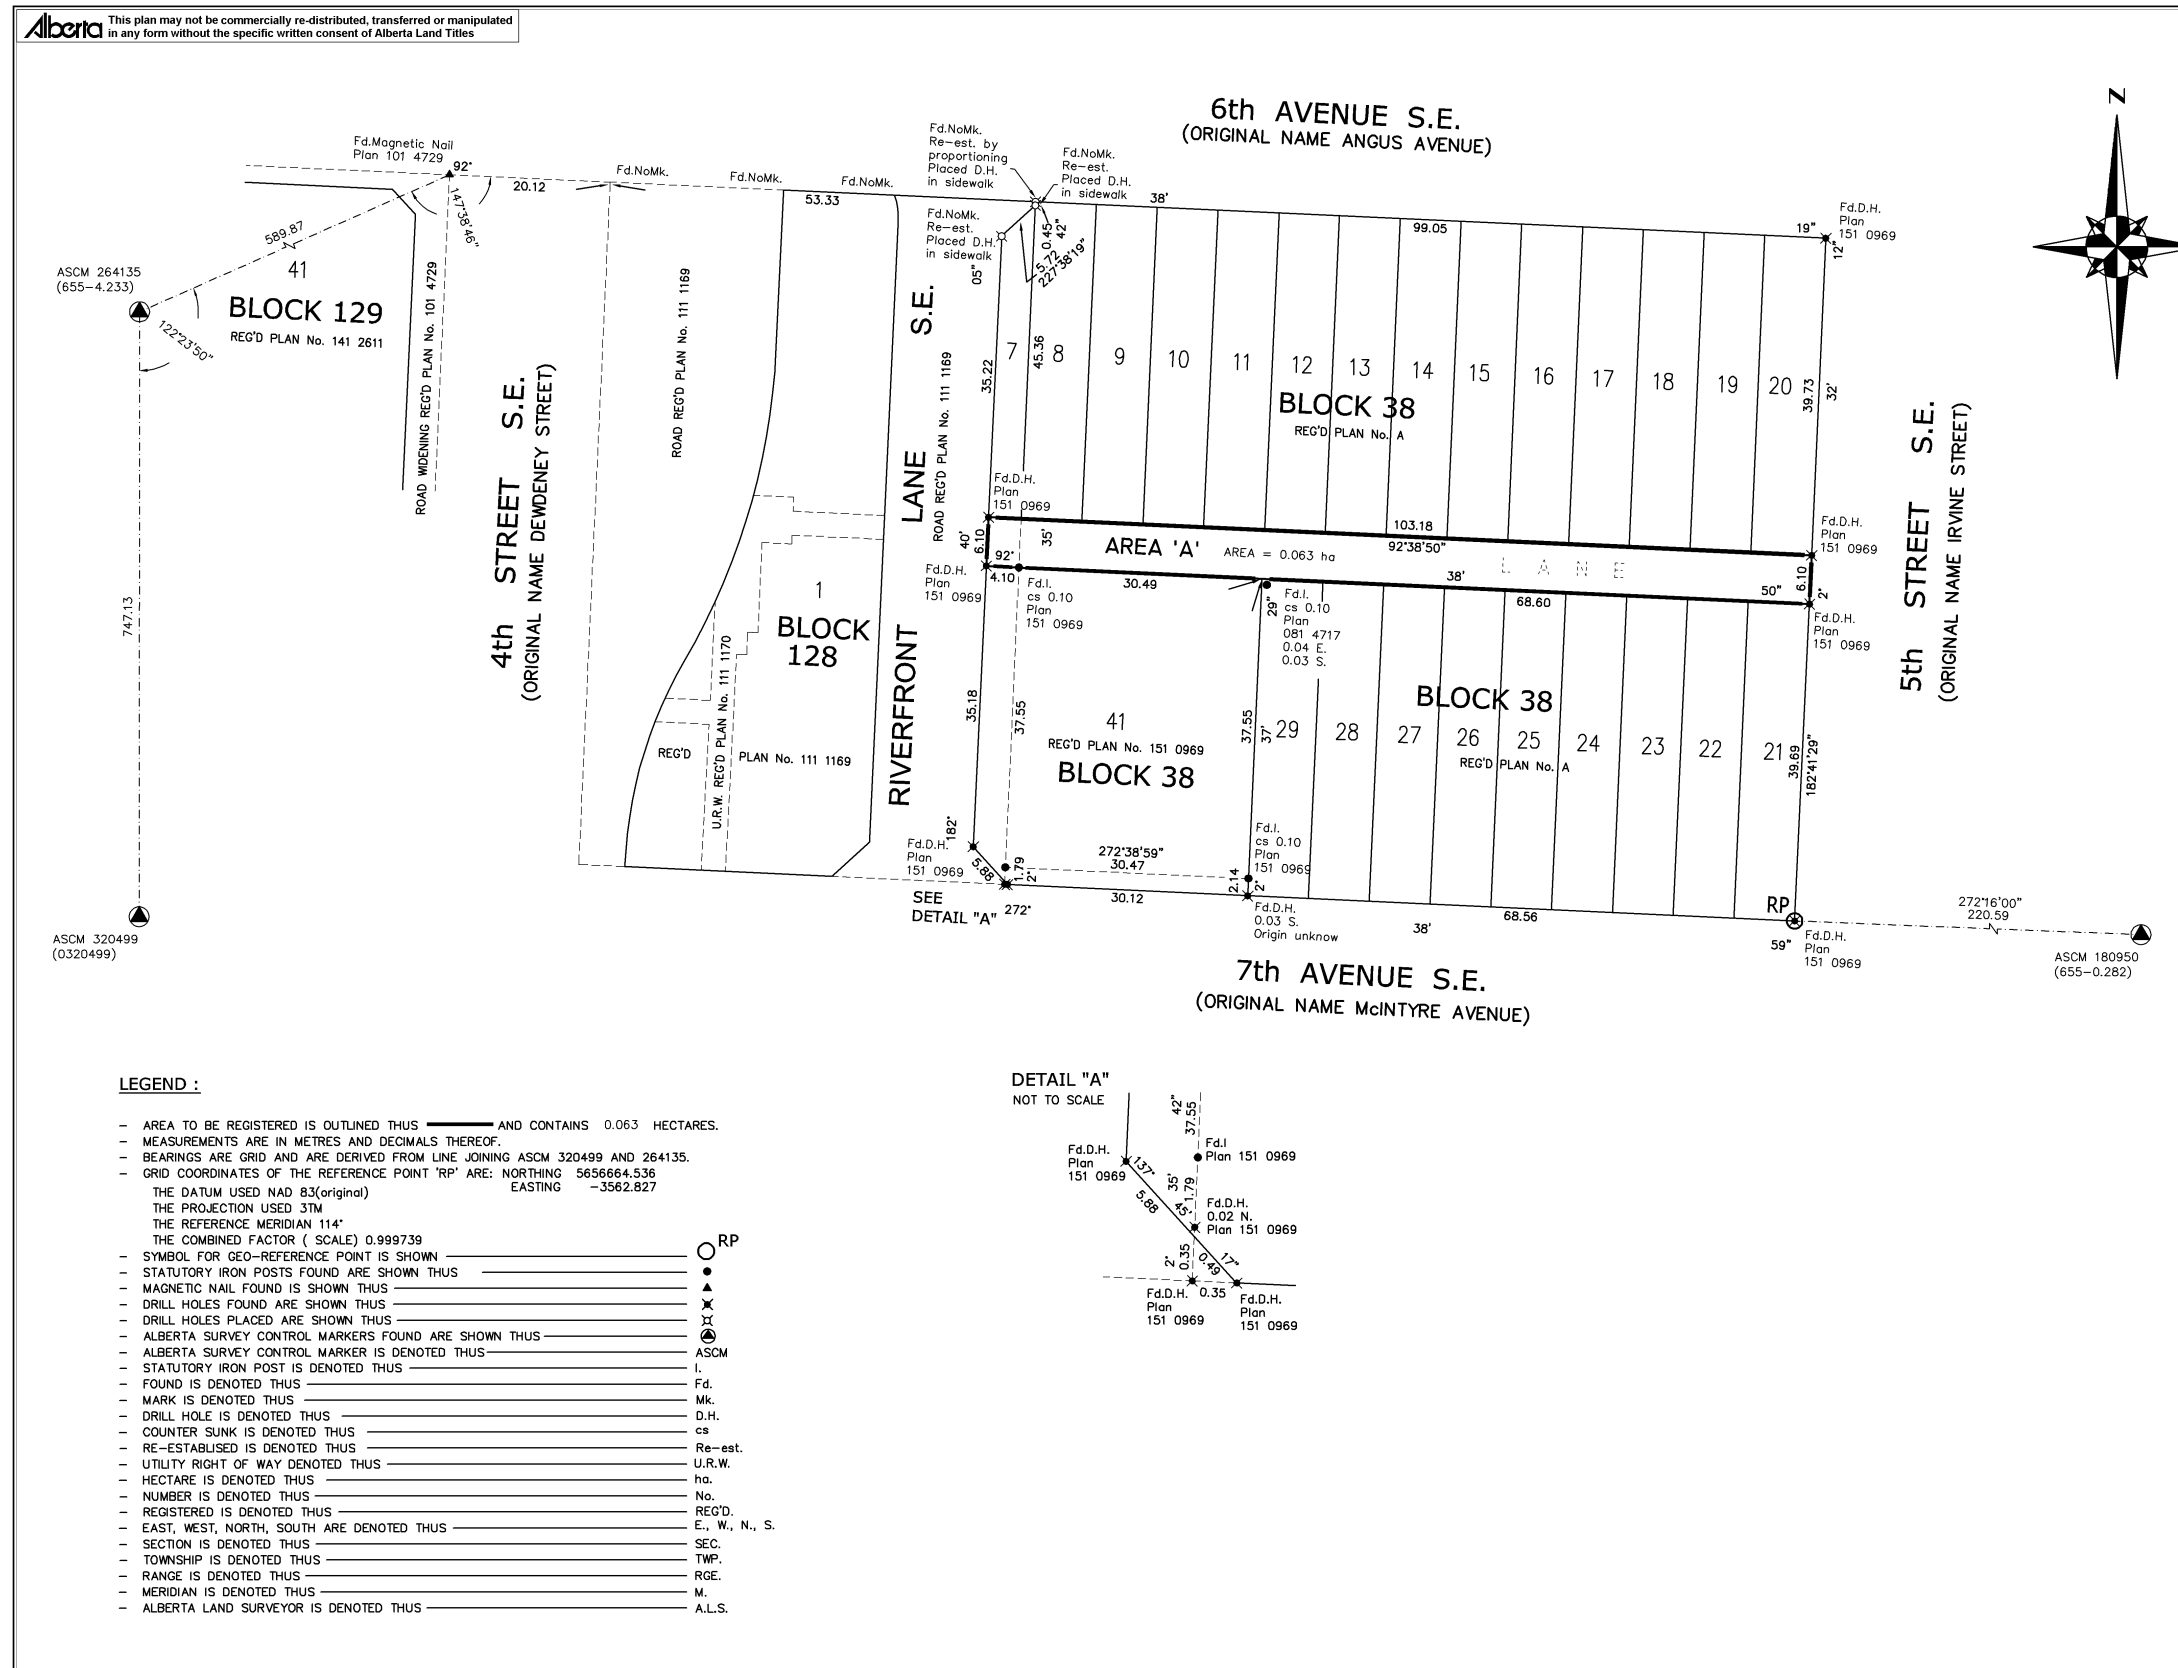 Alberta
This plan may not be commercially re-distributed, transferred or manipulated
in any form without the specific written consent of Alberta Land Titles
6th AVENUE S.E.
(ORIGINAL NAME ANGUS AVENUE)
N
Fd.Magnetic Nail
Plan 101 4729
92°
147°38'46"
20.12
Fd.NoMk.
Fd.NoMk.
Fd.NoMk.
53.33
Fd.NoMk.
Re-est. by
proportioning
Placed D.H.
in sidewalk
Fd.NoMk.
Re-est.
Placed D.H.
in sidewalk
38'
99.05
19"
12"
Fd.D.H.
Plan
151 0969
Fd.NoMk.
Re-est.
Placed D.H.
in sidewalk
05"
0.45
42"
5.72
227°38'19"
589.87
ASCM 264135
(655-4.233)
122°23'50"
41
BLOCK 129
REG'D PLAN No. 141 2611
ROAD WIDENING REG'D PLAN No. 101 4729
4th STREET S.E.
(ORIGINAL NAME DEWDENEY STREET)
ROAD REG'D PLAN No. 111 1169
RIVERFRONT LANE S.E.
ROAD REG'D PLAN No. 111 1169
35.22
7
45.36
8
9
10
11
12
13
14
15
16
17
18
19
20
39.73
32'
BLOCK 38
REG'D PLAN No. A
5th STREET S.E.
(ORIGINAL NAME IRVINE STREET)
Fd.D.H.
Plan
151 0969
40'
6.10
35'
103.18
92°38'50"
AREA 'A'
AREA = 0.063 ha
LANE
Fd.D.H.
Plan
151 0969
6.10
2°
92°
4.10
30.49
38'
68.60
50"
Fd.D.H.
Plan
151 0969
Fd.I.
cs 0.10
Plan
151 0969
29"
Fd.I.
cs 0.10
Plan
081 4717
0.04 E.
0.03 S.
Fd.D.H.
Plan
151 0969
747.13
1
BLOCK
128
U.R.W. REG'D PLAN No. 111 1170
REG'D
PLAN No. 111 1169
35.18
37.55
41
REG'D PLAN No. 151 0969
BLOCK 38
37.55
37'
29
28
27
26
25
24
23
22
21
BLOCK 38
REG'D PLAN No. A
39.69
182°41'29"
182°
Fd.D.H.
Plan
151 0969
5.88
1.79
2°
272°38'59"
30.47
Fd.I.
cs 0.10
Plan
151 0969
2.14
2°
SEE
DETAIL "A"
272°
30.12
Fd.D.H.
0.03 S.
Origin unknow
38'
68.56
59"
RP
Fd.D.H.
Plan
151 0969
272°16'00"
220.59
ASCM 180950
(655-0.282)
ASCM 320499
(0320499)
7th AVENUE S.E.
(ORIGINAL NAME McINTYRE AVENUE)
LEGEND :
- AREA TO BE REGISTERED IS OUTLINED THUS AND CONTAINS 0.063 HECTARES.
- MEASUREMENTS ARE IN METRES AND DECIMALS THEREOF.
- BEARINGS ARE GRID AND ARE DERIVED FROM LINE JOINING ASCM 320499 AND 264135.
- GRID COORDINATES OF THE REFERENCE POINT 'RP' ARE: NORTHING 5656664.536
EASTING -3562.827
THE DATUM USED NAD 83(original)
THE PROJECTION USED 3TM
THE REFERENCE MERIDIAN 114°
THE COMBINED FACTOR ( SCALE) 0.999739
- SYMBOL FOR GEO-REFERENCE POINT IS SHOWN RP
- STATUTORY IRON POSTS FOUND ARE SHOWN THUS
- MAGNETIC NAIL FOUND IS SHOWN THUS
- DRILL HOLES FOUND ARE SHOWN THUS
- DRILL HOLES PLACED ARE SHOWN THUS
- ALBERTA SURVEY CONTROL MARKERS FOUND ARE SHOWN THUS
- ALBERTA SURVEY CONTROL MARKER IS DENOTED THUS ASCM
- STATUTORY IRON POST IS DENOTED THUS I.
- FOUND IS DENOTED THUS Fd.
- MARK IS DENOTED THUS Mk.
- DRILL HOLE IS DENOTED THUS D.H.
- COUNTER SUNK IS DENOTED THUS cs
- RE-ESTABLISED IS DENOTED THUS Re-est.
- UTILITY RIGHT OF WAY DENOTED THUS U.R.W.
- HECTARE IS DENOTED THUS ha.
- NUMBER IS DENOTED THUS No.
- REGISTERED IS DENOTED THUS REG'D.
- EAST, WEST, NORTH, SOUTH ARE DENOTED THUS E., W., N., S.
- SECTION IS DENOTED THUS SEC.
- TOWNSHIP IS DENOTED THUS TWP.
- RANGE IS DENOTED THUS RGE.
- MERIDIAN IS DENOTED THUS M.
- ALBERTA LAND SURVEYOR IS DENOTED THUS A.L.S.
DETAIL "A"
NOT TO SCALE
42"
37.55
Fd.I
Plan 151 0969
Fd.D.H.
Plan
151 0969
137°
5.88
35'
1.79
45'
Fd.D.H.
0.02 N.
Plan 151 0969
2°
0.35
0.49
17"
Fd.D.H.
Plan
151 0969
0.35
Fd.D.H.
Plan
151 0969